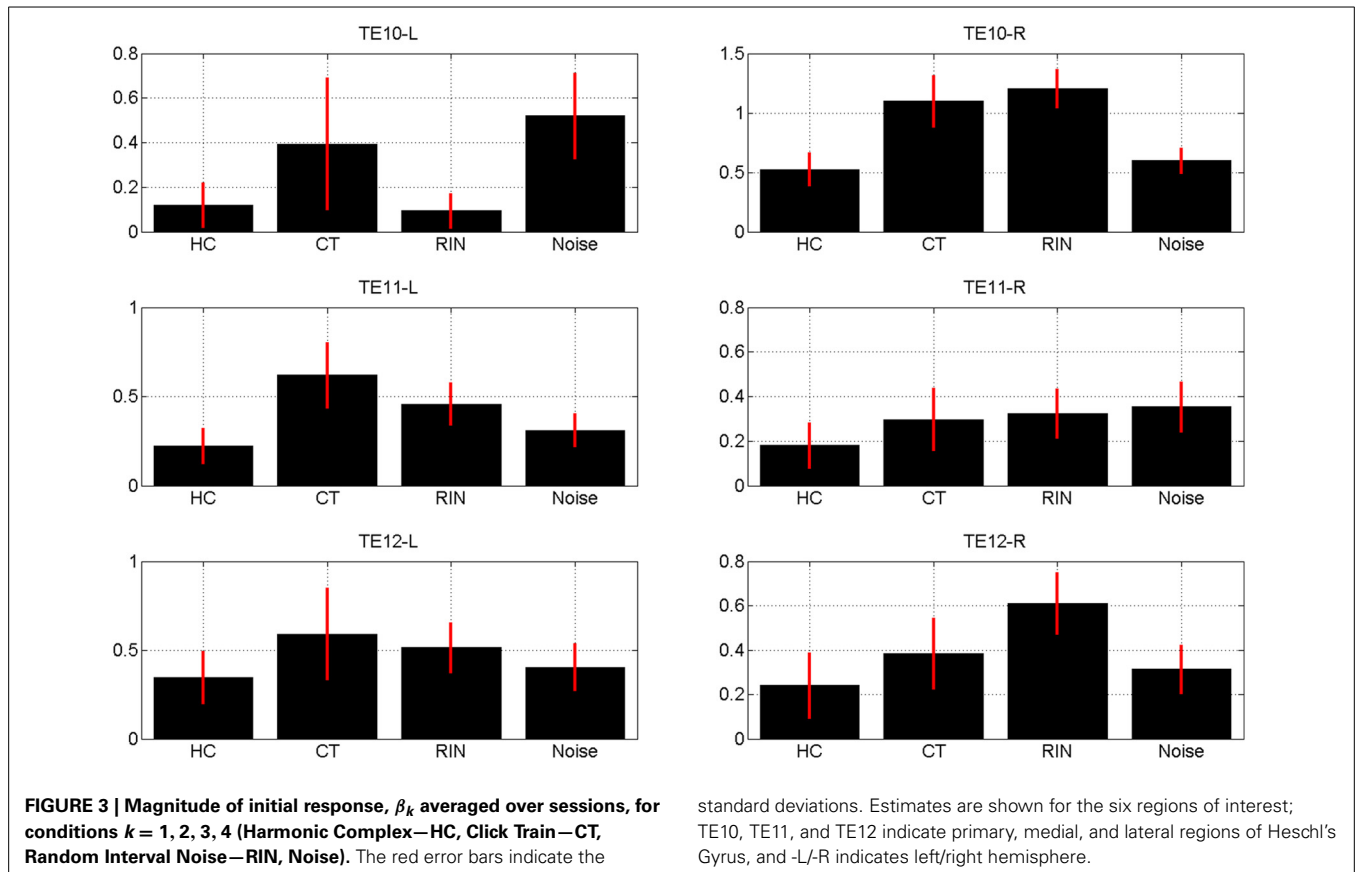 TE10-L
0.8
0.6
0.4
0.2
0
HC CT RIN Noise
TE10-R
1.5
1
0.5
0
HC CT RIN Noise
TE11-L
1
0.5
0
HC CT RIN Noise
TE11-R
0.8
0.6
0.4
0.2
0
HC CT RIN Noise
TE12-L
1
0.5
0
HC CT RIN Noise
TE12-R
0.8
0.6
0.4
0.2
0
HC CT RIN Noise
FIGURE 3 | Magnitude of initial response, βk averaged over sessions, for
conditions k = 1, 2, 3, 4 (Harmonic Complex—HC, Click Train—CT,
Random Interval Noise—RIN, Noise). The red error bars indicate the
standard deviations. Estimates are shown for the six regions of interest;
TE10, TE11, and TE12 indicate primary, medial, and lateral regions of Heschl's
Gyrus, and -L/-R indicates left/right hemisphere.